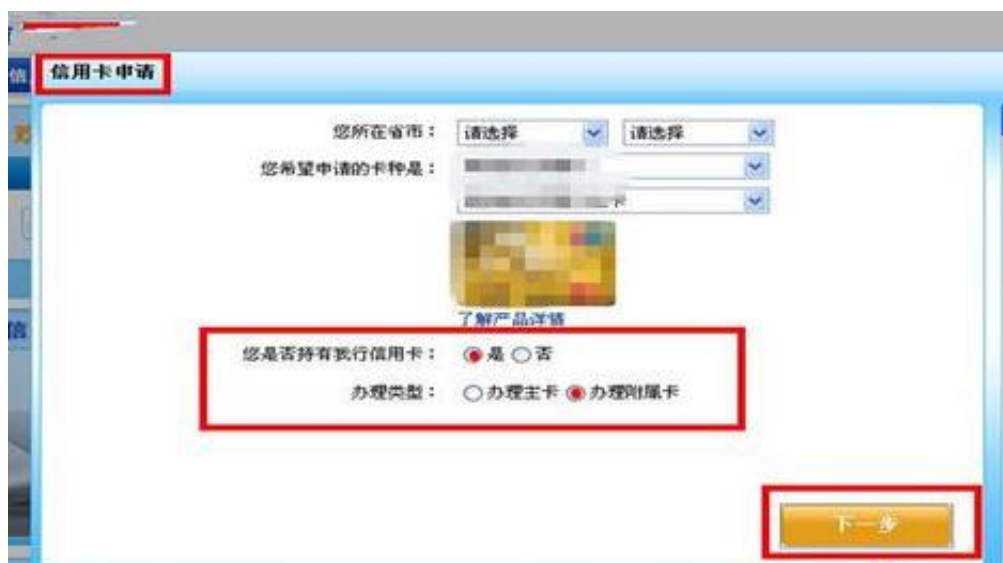 信
信用卡申请
您所在省市： 请选择 请选择
您希望申请的卡种是：
卡
了解产品详情
信
您是否持有我行信用卡： 是 否
办理类型： 办理主卡 办理附属卡
下一步